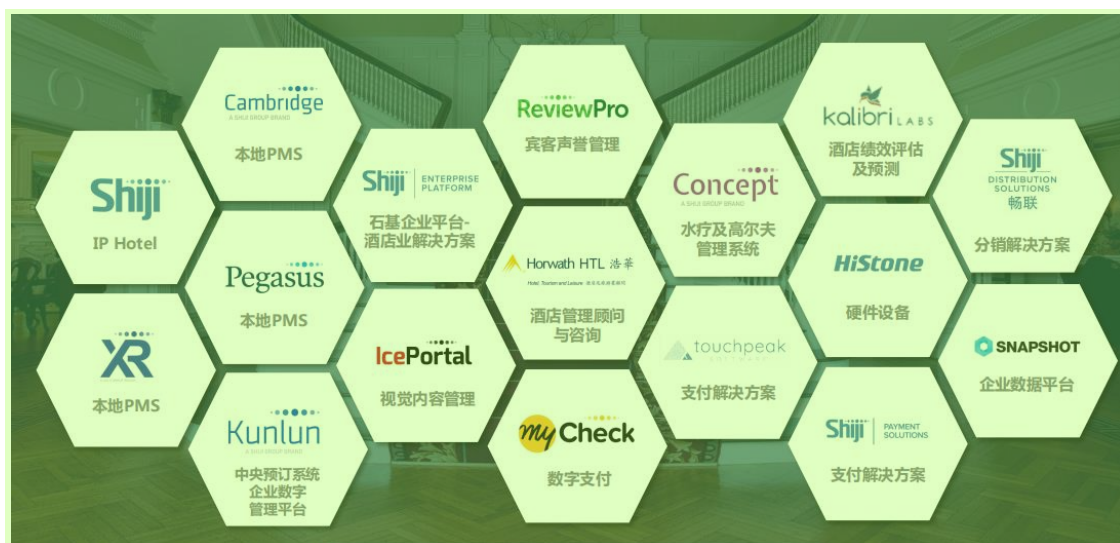 Shiji
IP Hotel
XR
本地PMS
Cambridge
A SHIJI GROUP BRAND
本地PMS
Pegasus
本地PMS
Kunlun
A SHIJI GROUP BRAND
中央预订系统
企业数字
管理平台
Shiji ENTERPRISE
PLATFORM
石基企业平台-
酒店业解决方案
IcePortal
视觉内容管理
ReviewPro
宾客声誉管理
Horwath HTL 浩華
Hotel, Tourism and Leisure
酒店管理顾问
与咨询
my Check
数字支付
Concept
A SHIJI GROUP BRAND
水疗及高尔夫
管理系统
touchpeak
SOFTWARE
支付解决方案
kalibri LABS
酒店绩效评估
及预测
HiStone
硬件设备
Shiji PAYMENT
SOLUTIONS
支付解决方案
Shiji
DISTRIBUTION
SOLUTIONS
畅联
分销解决方案
SNAPSHOT
企业数据平台